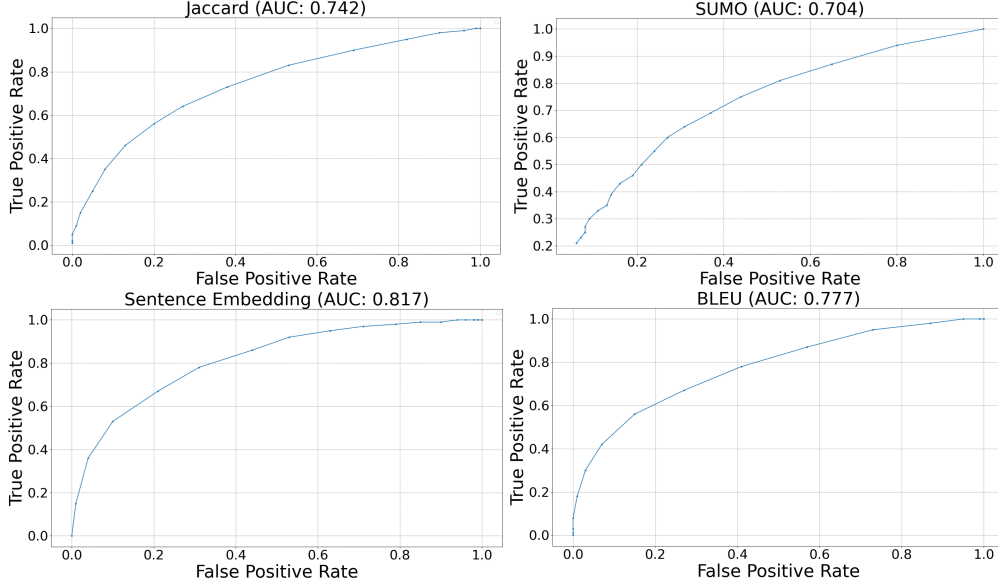 Jaccard (AUC: 0.742)
True Positive Rate
1.0
0.8
0.6
0.4
0.2
0.0
0.0 0.2 0.4 0.6 0.8 1.0
False Positive Rate
SUMO (AUC: 0.704)
True Positive Rate
1.0
0.9
0.8
0.7
0.6
0.5
0.4
0.3
0.2
0.2 0.4 0.6 0.8 1.0
False Positive Rate
Sentence Embedding (AUC: 0.817)
True Positive Rate
1.0
0.8
0.6
0.4
0.2
0.0
0.0 0.2 0.4 0.6 0.8 1.0
False Positive Rate
BLEU (AUC: 0.777)
True Positive Rate
1.0
0.8
0.6
0.4
0.2
0.0
0.0 0.2 0.4 0.6 0.8 1.0
False Positive Rate